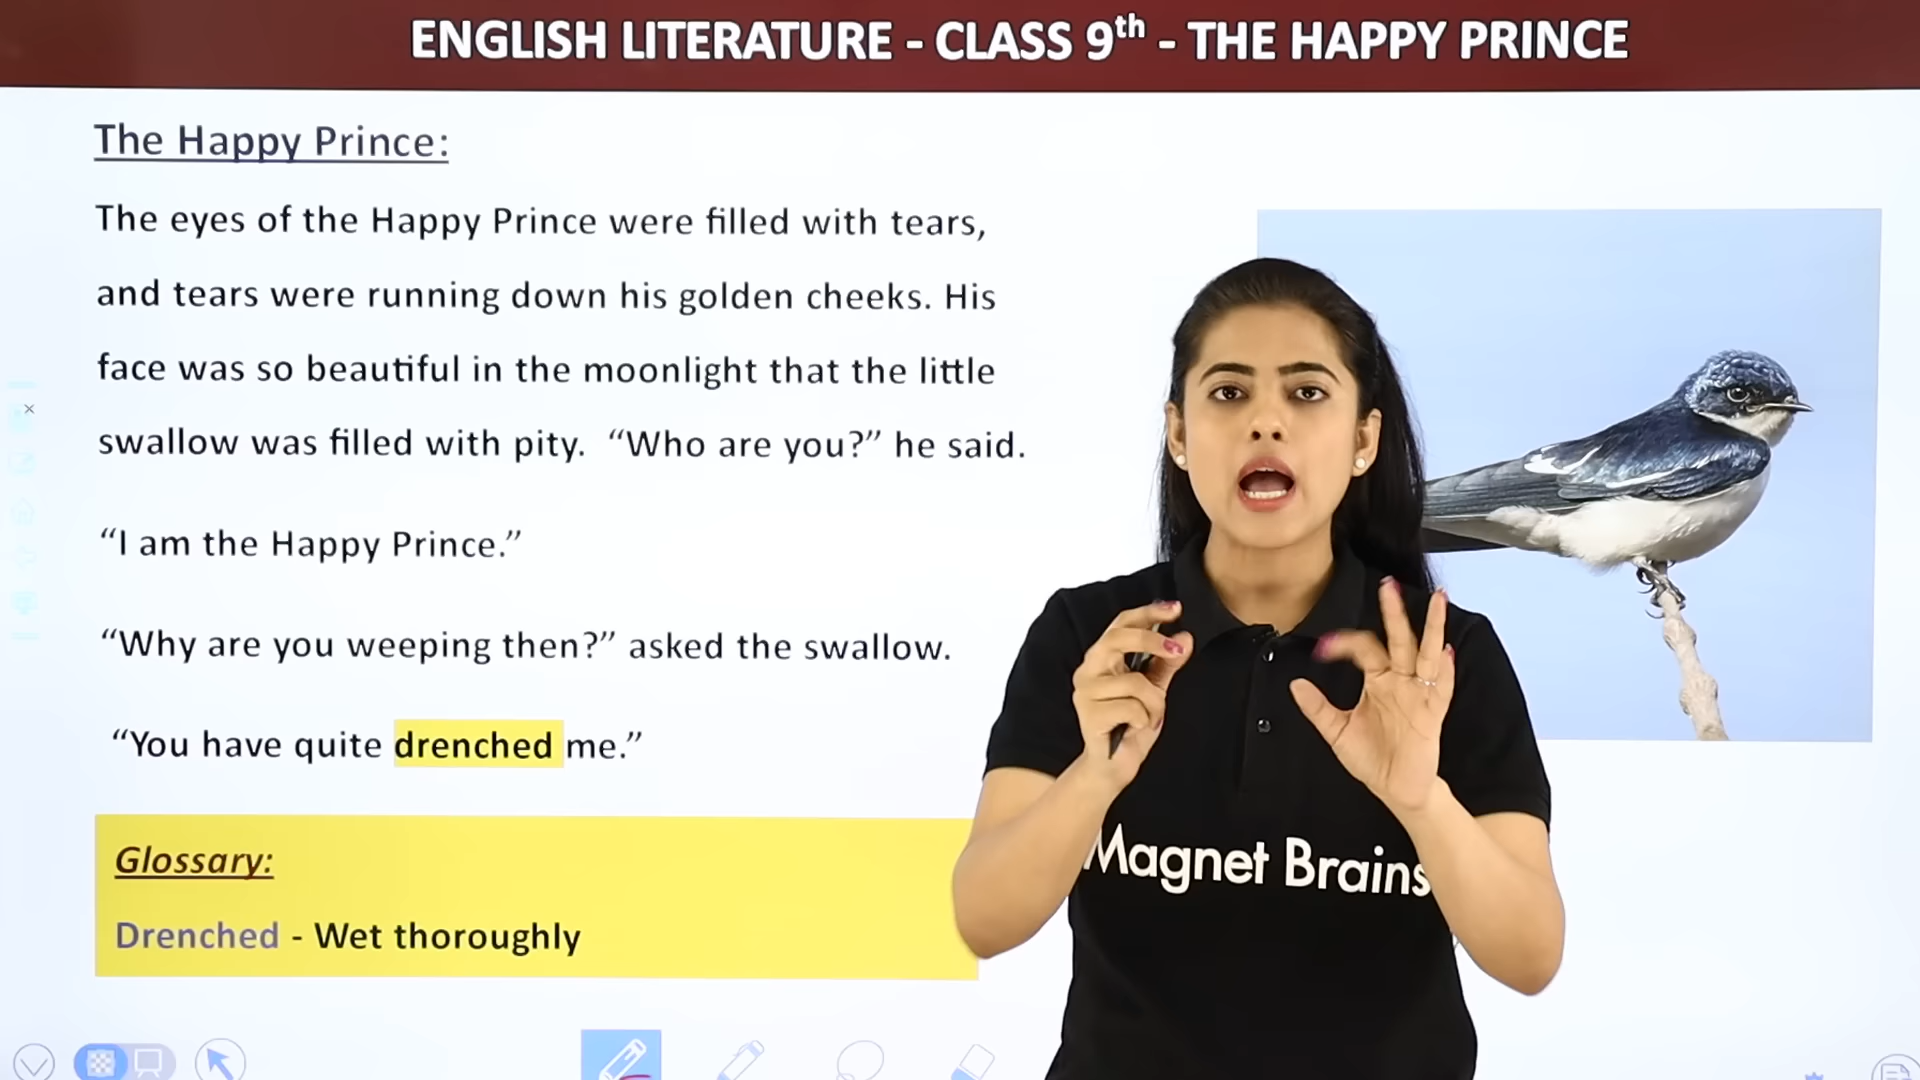 ENGLISH LITERATURE - CLASS 9th - THE HAPPY PRINCE
The Happy Prince:
The eyes of the Happy Prince were filled with tears,
and tears were running down his golden cheeks. His
face was so beautiful in the moonlight that the little
swallow was filled with pity. “Who are you?” he said.
“I am the Happy Prince.”
“Why are you weeping then?” asked the swallow.
“You have quite drenched me.”
Glossary:
Drenched - Wet thoroughly
Magnet Brains